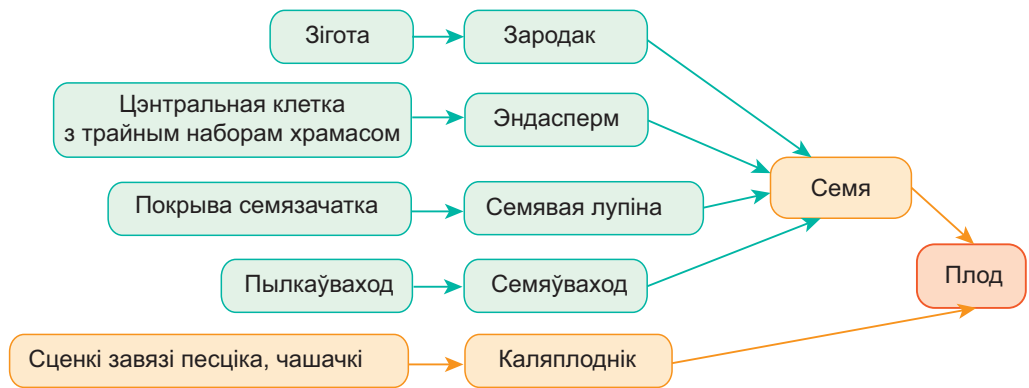 Зігота
Зародак
Цэнтральная клетка
з трайным наборам храмасом
Эндасперм
Покрыва семязачатка
Семявая лупіна
Семя
Пылкаўваход
Семяўваход
Плод
Сценкі завязі песціка, чашачкі
Каляплоднік